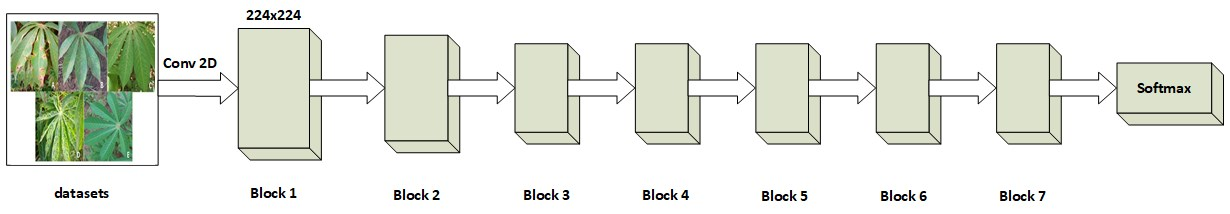 224x224
Conv 2D
B
C
D
E
Softmax
datasets
Block 1
Block 2
Block 3
Block 4
Block 5
Block 6
Block 7